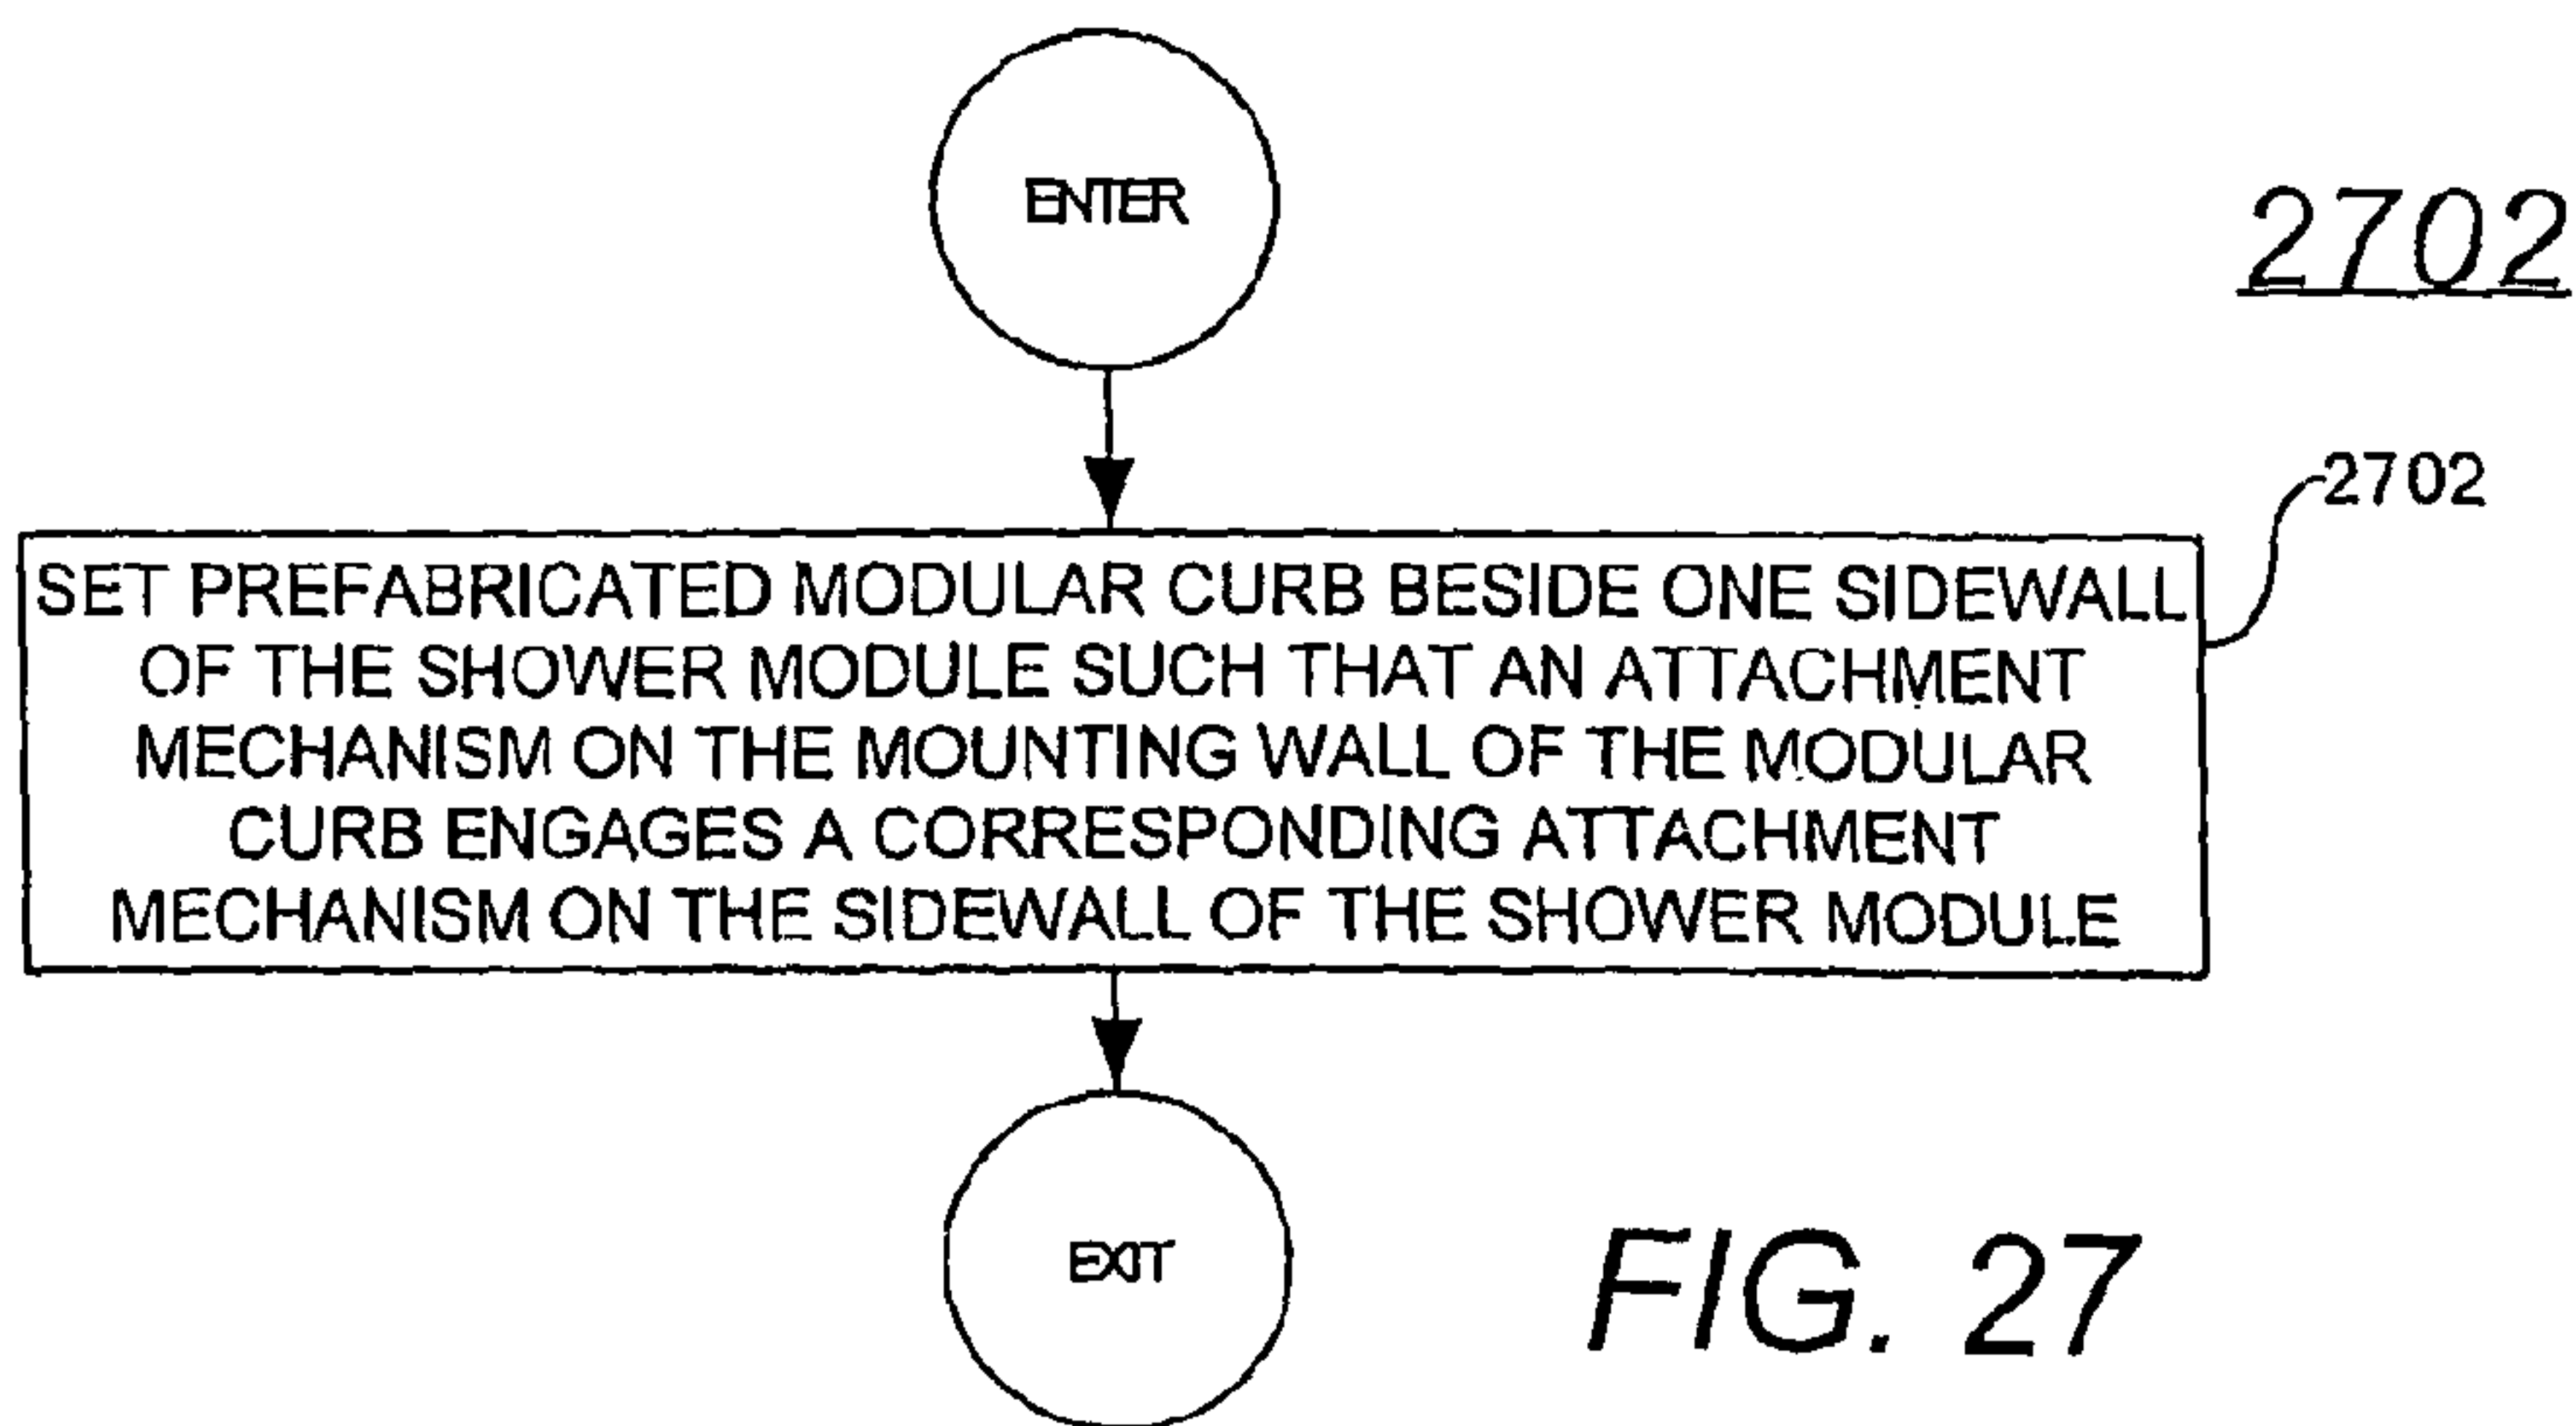 ENTER
2702
2702
SET PREFABRICATED MODULAR CURB BESIDE ONE SIDEWALL
OF THE SHOWER MODULE SUCH THAT AN ATTACHMENT
MECHANISM ON THE MOUNTING WALL OF THE MODULAR
CURB ENGAGES A CORRESPONDING ATTACHMENT
MECHANISM ON THE SIDEWALL OF THE SHOWER MODULE
EXIT
FIG. 27